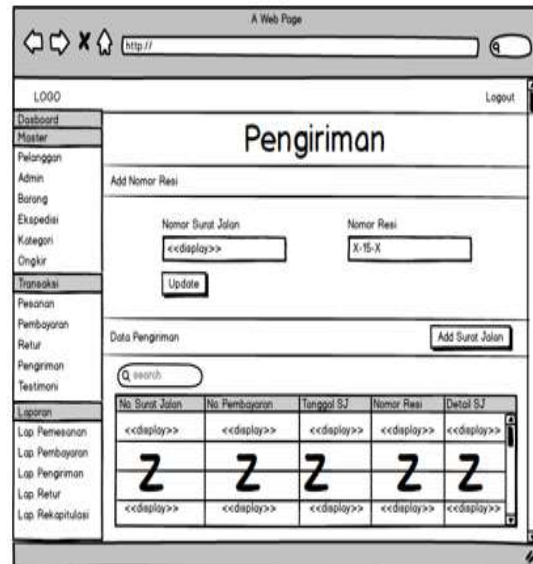 A Web Page
http://
LOGO
Logout
Dasboard
Master
Pelanggan
Admin
Barang
Ekspedisi
Kategori
Ongkir
Transaksi
Pesanan
Pembayaran
Retur
Pengiriman
Testimoni
Laporan
Lap Pemesanan
Lap Pembayaran
Lap Pengiriman
Lap Retur
Lap Rekapitulasi
Pengiriman
Add Nomor Resi
Nomor Surat Jalan Nomor Resi
<<display>> X-15-X
Update
Data Pengiriman Add Surat Jalan
search
No Surat Jalan No Pembayaran Tanggal SJ Nomor Resi Detail SJ
<<display>> <<display>> <<display>> <<display>> <<display>>
Z Z Z Z Z
<<display>> <<display>> <<display>> <<display>> <<display>>